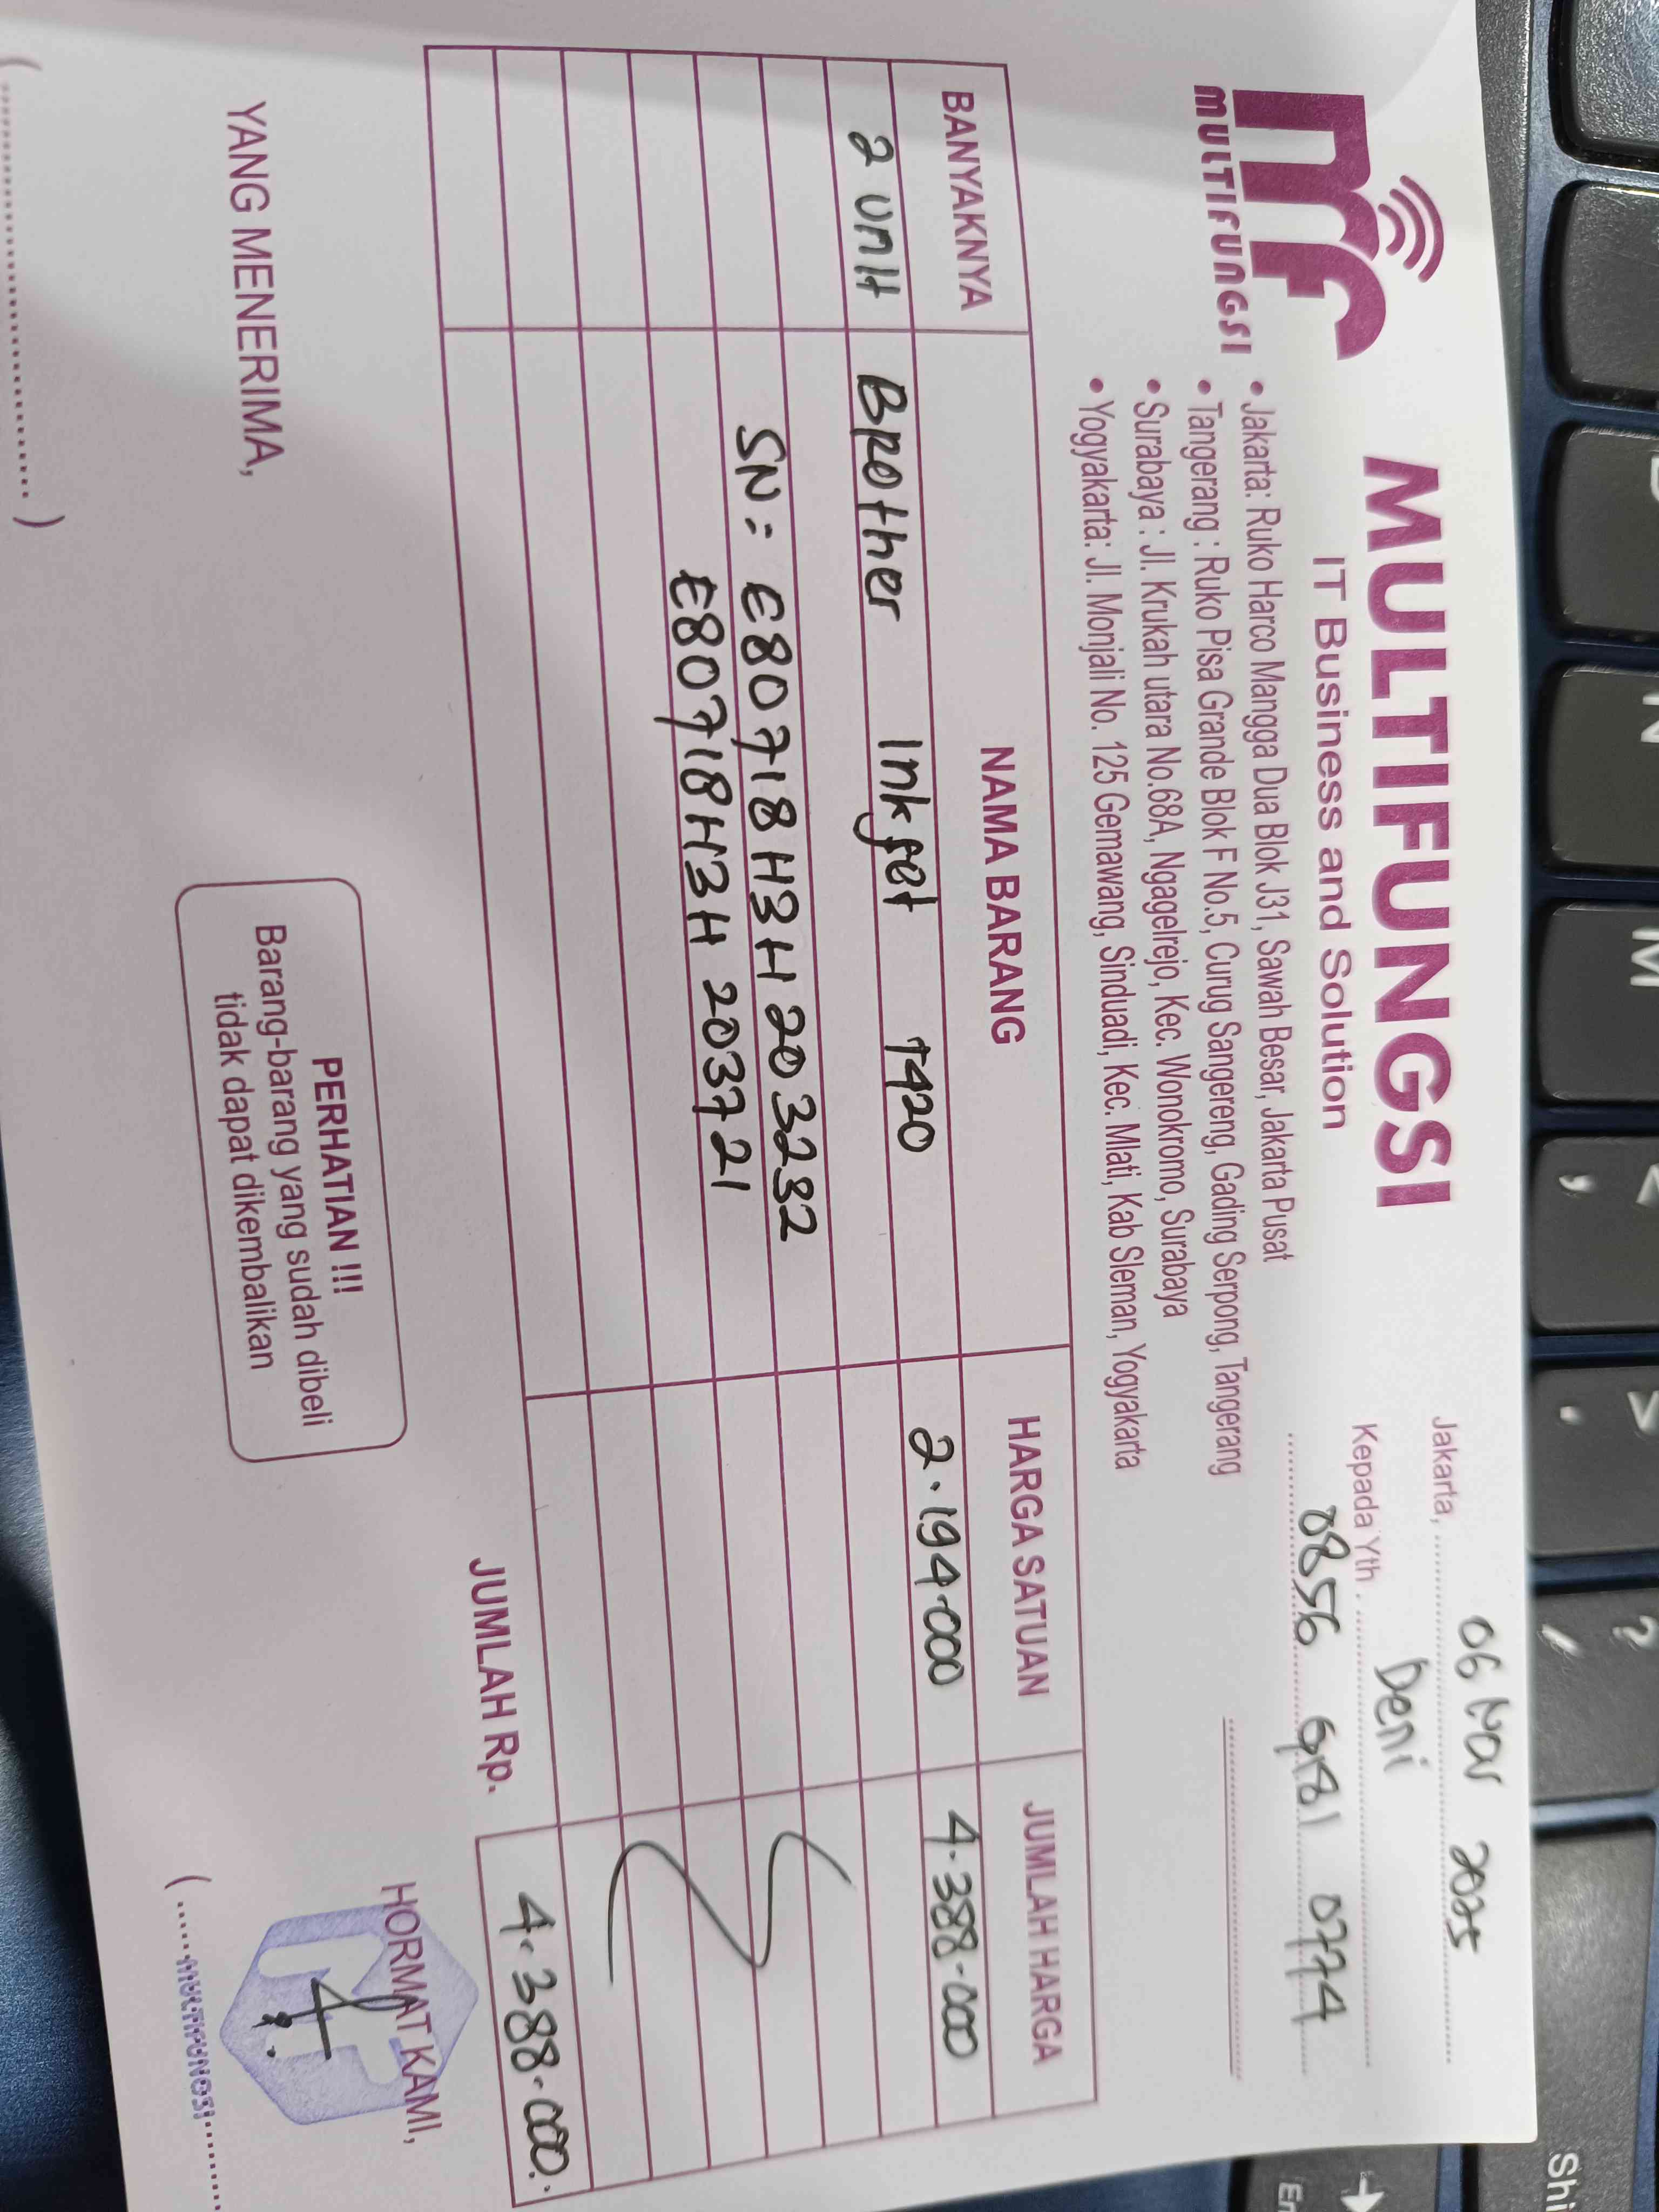 MULTIFUNGSI
MULTIFUNGSI
IT Business and Solution
• Jakarta: Ruko Harco Mangga Dua Blok J31, Sawah Besar, Jakarta Pusat
• Tangerang : Ruko Pisa Grande Blok F No.5, Curug Sangereng, Gading Serpong, Tangerang
• Surabaya : Jl. Krukah utara No.68A, Ngagelrejo, Kec. Wonokromo, Surabaya
• Yogyakarta: Jl. Monjali No. 125 Gemawang, Sinduadi, Kec. Mlati, Kab Sleman, Yogyakarta
Jakarta, 06 Nov 2025
Kepada Yth. Deni
0856 9181 0774
BANYAKNYA NAMA BARANG HARGA SATUAN JUMLAH HARGA
2 unit Brother Inkjet T420 2.194.000 4.388.000
SN: E80718H3H203232
E80718H3H203721
JUMLAH Rp. 4.388.000.
YANG MENERIMA,
PERHATIAN !!!
Barang-barang yang sudah dibeli
tidak dapat dikembalikan
HORMAT KAMI,
MULTIFUNGSI
N
M
< ,
> .
? /
Shi